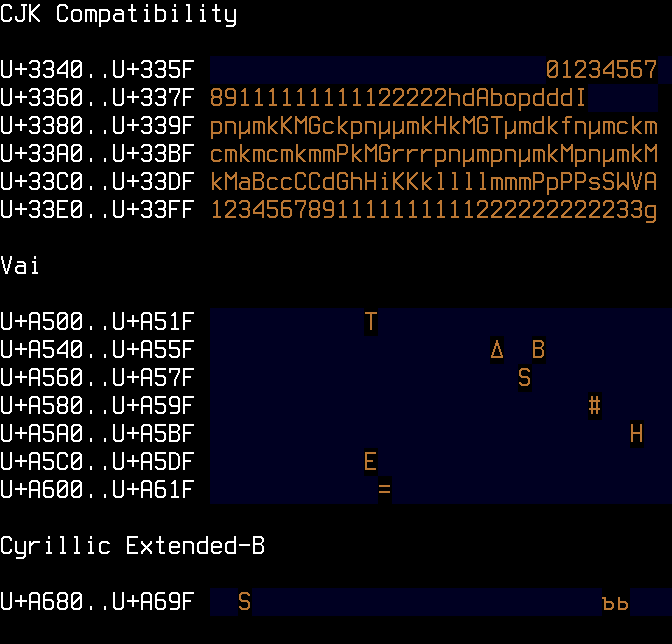 CJK Compatibility
U+3340..U+335F 01234567
U+3360..U+337F 89111111111122222hdAbopdddI
U+3380..U+339F pnµmkKMGckpnµµmkHkMGTµmdkfnµmckm
U+33A0..U+33BF cmkmcmkmmPkMGrrrpnµmpnµmkMpnµmkM
U+33C0..U+33DF kMaBccCCdGhHiKKkllllmmmPpPPsSWVA
U+33E0..U+33FF 1234567891111111111222222222233g
Vai
U+A500..U+A51F T
U+A540..U+A55F Δ B
U+A560..U+A57F S
U+A580..U+A59F #
U+A5A0..U+A5BF H
U+A5C0..U+A5DF E
U+A600..U+A61F =
Cyrillic Extended-B
U+A680..U+A69F S ъь